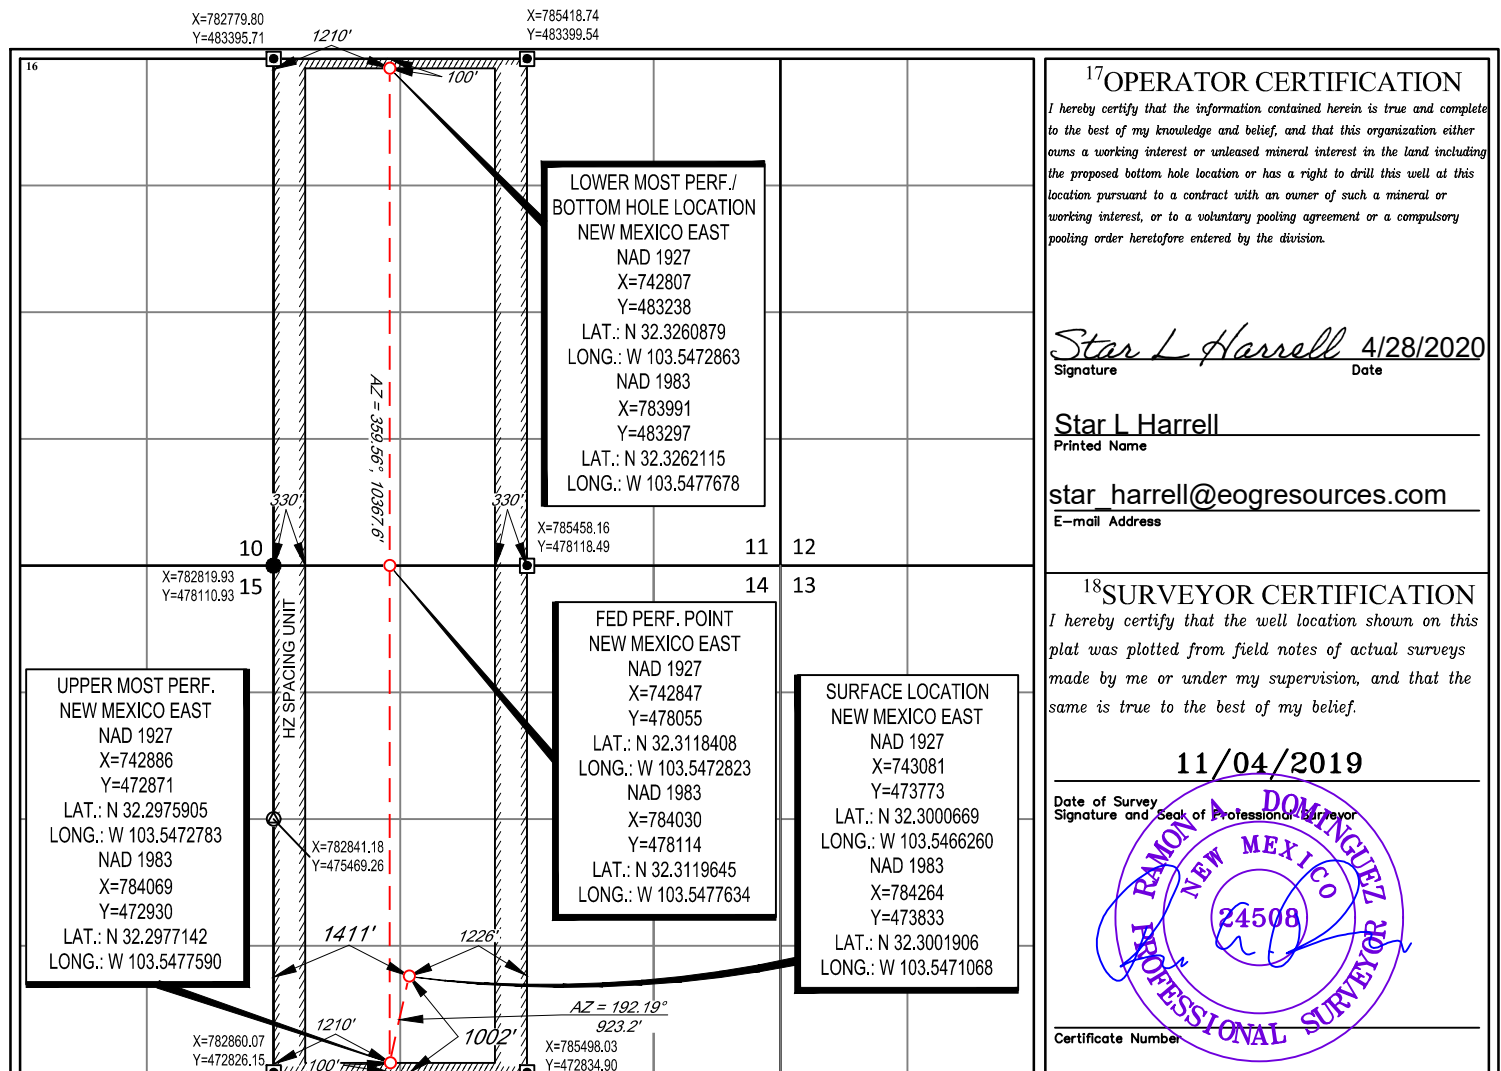 X=782779.80
Y=483395.71
X=785418.74
Y=483399.54
1210'
100'
16
LOWER MOST PERF./
BOTTOM HOLE LOCATION
NEW MEXICO EAST
NAD 1927
X=742807
Y=483238
LAT.: N 32.3260879
LONG.: W 103.5472863
NAD 1983
X=783991
Y=483297
LAT.: N 32.3262115
LONG.: W 103.5477678
AZ = 359.56°, 10367.6'
330'
330'
X=785458.16
Y=478118.49
10
11
12
X=782819.93
Y=478110.93
15
14
13
HZ SPACING UNIT
FED PERF. POINT
NEW MEXICO EAST
NAD 1927
X=742847
Y=478055
LAT.: N 32.3118408
LONG.: W 103.5472823
NAD 1983
X=784030
Y=478114
LAT.: N 32.3119645
LONG.: W 103.5477634
UPPER MOST PERF.
NEW MEXICO EAST
NAD 1927
X=742886
Y=472871
LAT.: N 32.2975905
LONG.: W 103.5472783
NAD 1983
X=784069
Y=472930
LAT.: N 32.2977142
LONG.: W 103.5477590
SURFACE LOCATION
NEW MEXICO EAST
NAD 1927
X=743081
Y=473773
LAT.: N 32.3000669
LONG.: W 103.5466260
NAD 1983
X=784264
Y=473833
LAT.: N 32.3001906
LONG.: W 103.5471068
X=782841.18
Y=475469.26
1411'
1226'
AZ = 192.19°
923.2'
1002'
1210'
100'
X=782860.07
Y=472826.15
X=785498.03
Y=472834.90
17 OPERATOR CERTIFICATION
I hereby certify that the information contained herein is true and complete
to the best of my knowledge and belief, and that this organization either
owns a working interest or unleased mineral interest in the land including
the proposed bottom hole location or has a right to drill this well at this
location pursuant to a contract with an owner of such a mineral or
working interest, or to a voluntary pooling agreement or a compulsory
pooling order heretofore entered by the division.
Star L Harrell 4/28/2020
Signature Date
Star L Harrell
Printed Name
star_harrell@eogresources.com
E-mail Address
18 SURVEYOR CERTIFICATION
I hereby certify that the well location shown on this
plat was plotted from field notes of actual surveys
made by me or under my supervision, and that the
same is true to the best of my belief.
11/04/2019
Date of Survey
Signature and Seal of Professional Surveyor
RAMON A. DOMINGUEZ
NEW MEXICO
24508
PROFESSIONAL SURVEYOR
Certificate Number